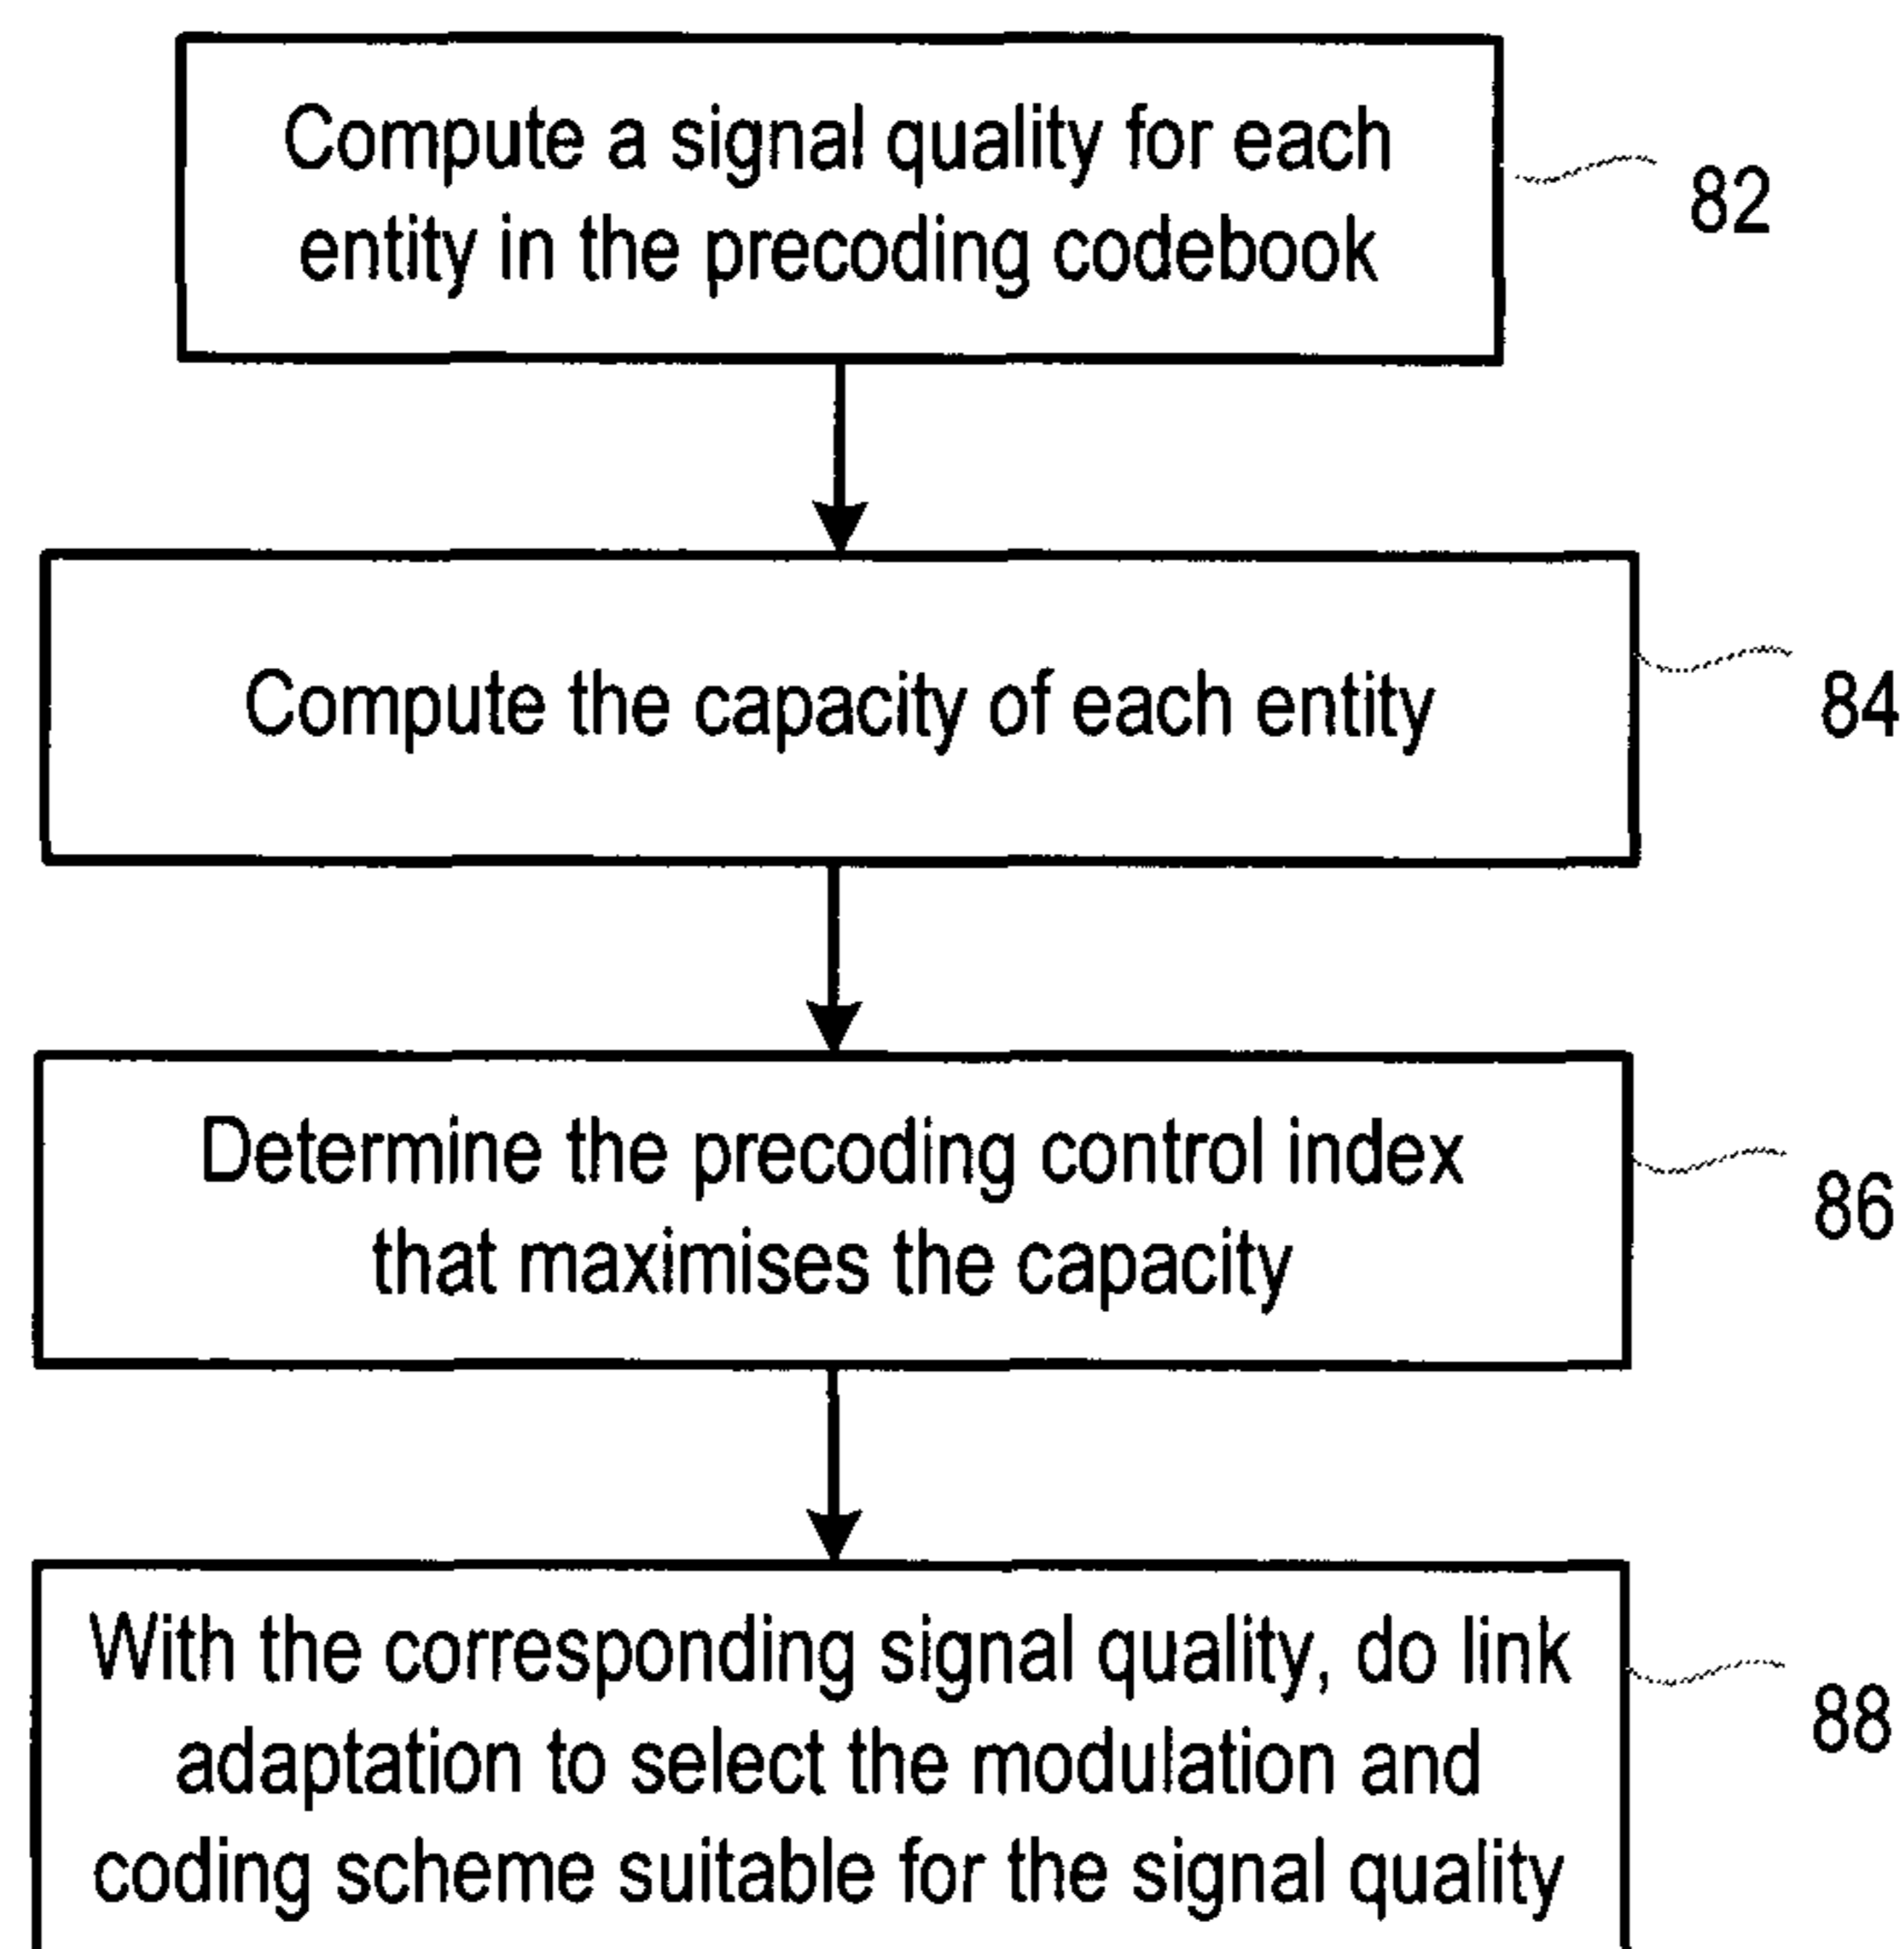 Compute a signal quality for each
entity in the precoding codebook
82
Compute the capacity of each entity
84
Determine the precoding control index
that maximises the capacity
86
With the corresponding signal quality, do link
adaptation to select the modulation and
coding scheme suitable for the signal quality
88